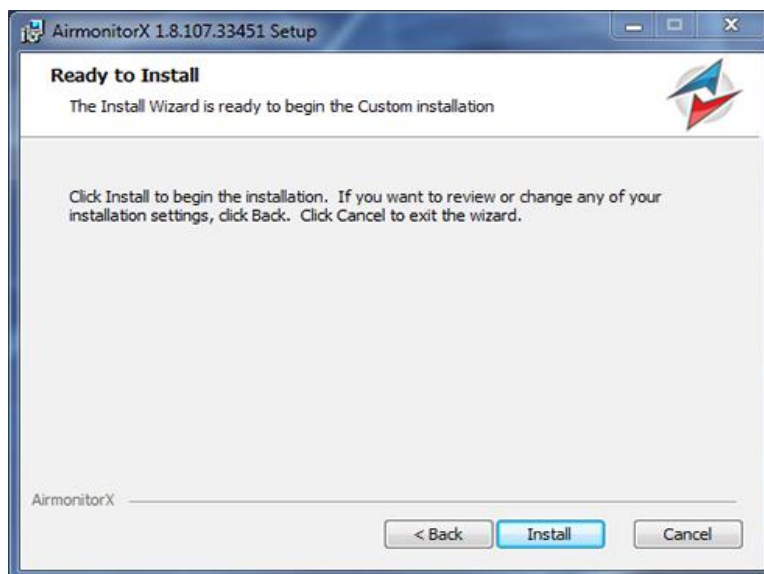 AirmonitorX 1.8.107.33451 Setup
Ready to Install
The Install Wizard is ready to begin the Custom installation
Click Install to begin the installation. If you want to review or change any of your
installation settings, click Back. Click Cancel to exit the wizard.
AirmonitorX
< Back Install Cancel